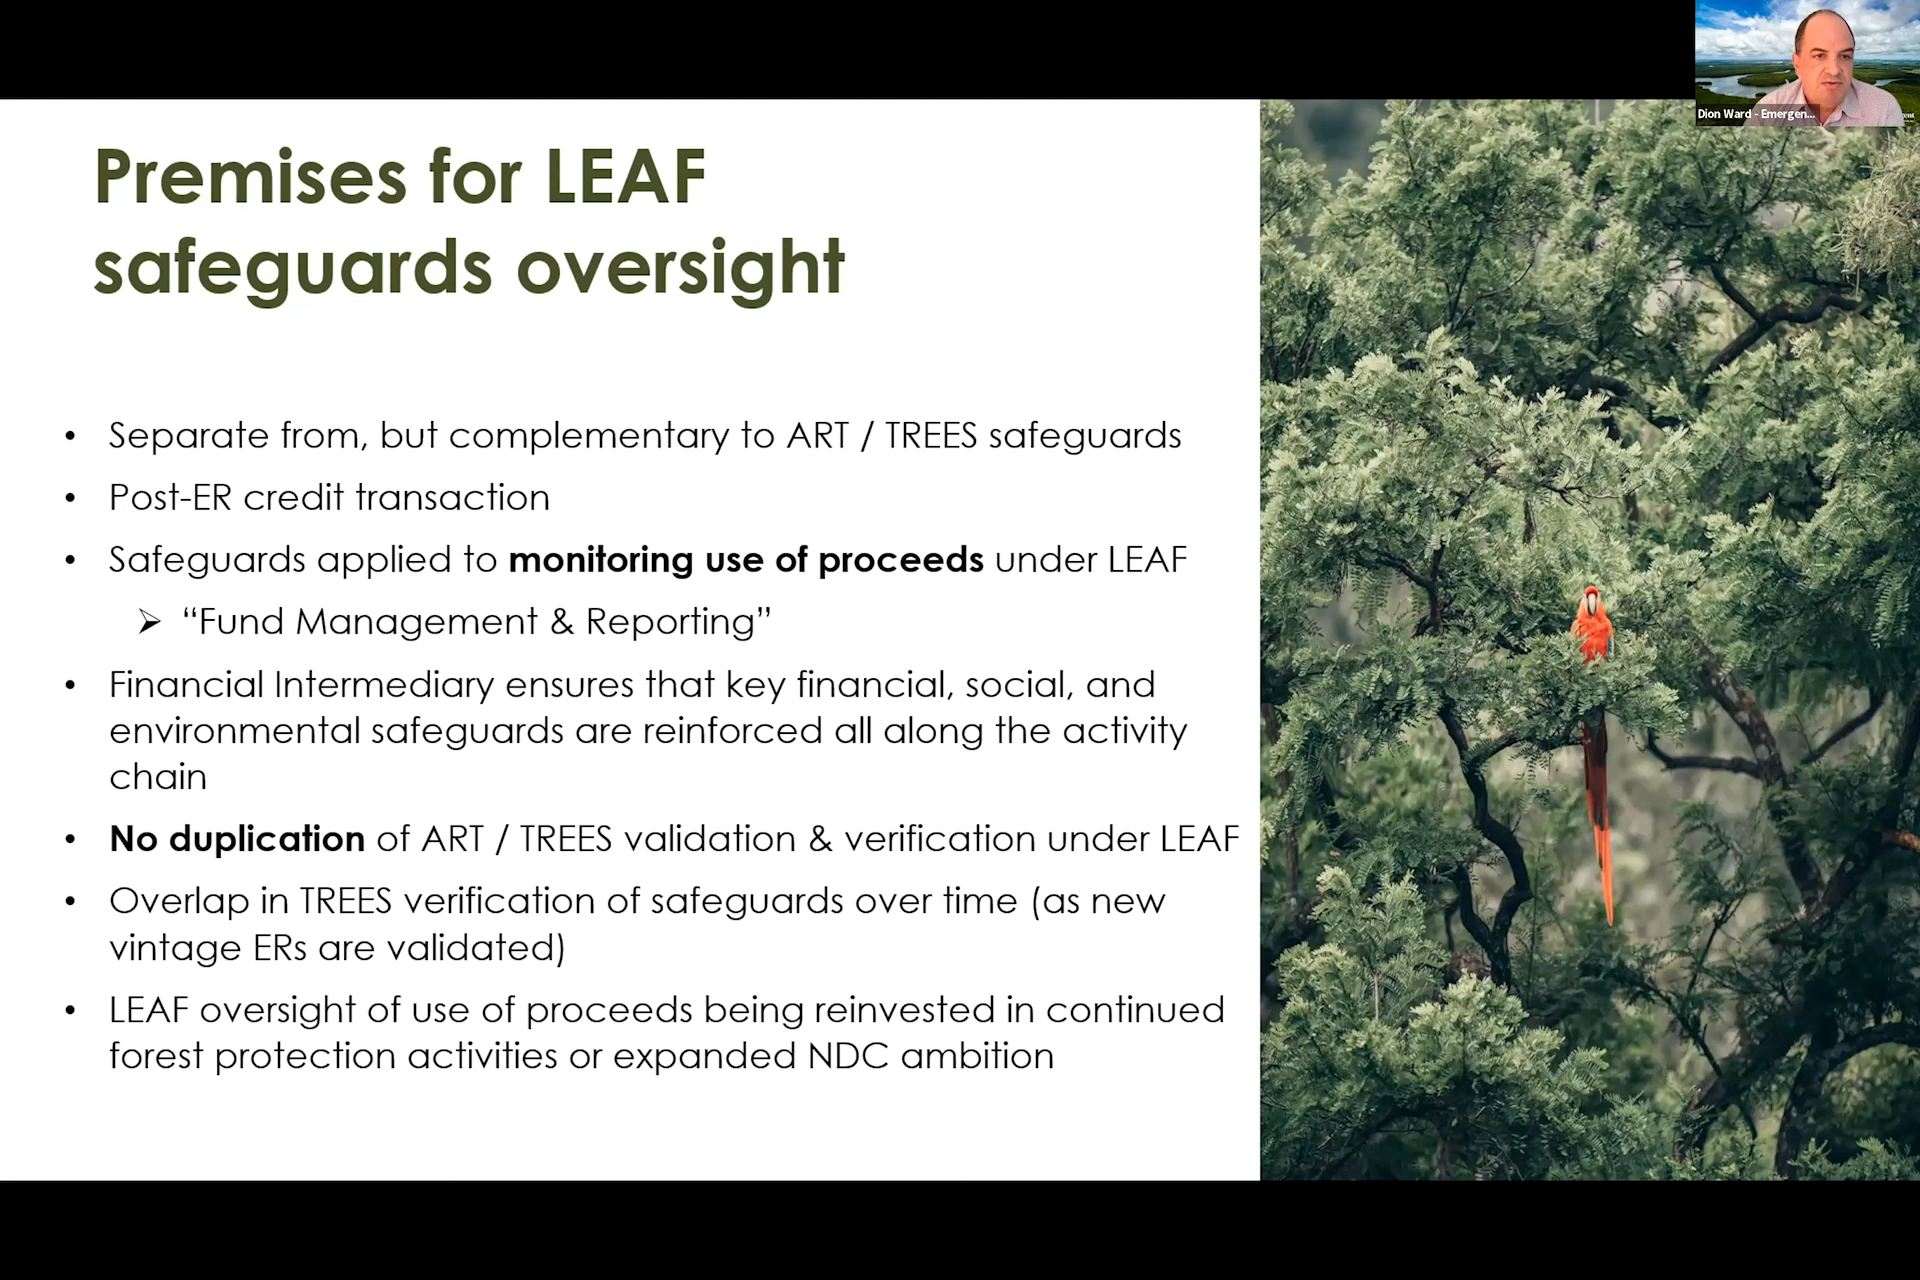 Dion Ward - Emergen...
Premises for LEAF
safeguards oversight
• Separate from, but complementary to ART / TREES safeguards
• Post-ER credit transaction
• Safeguards applied to monitoring use of proceeds under LEAF
➢ “Fund Management & Reporting”
• Financial Intermediary ensures that key financial, social, and
environmental safeguards are reinforced all along the activity
chain
• No duplication of ART / TREES validation & verification under LEAF
• Overlap in TREES verification of safeguards over time (as new
vintage ERs are validated)
• LEAF oversight of use of proceeds being reinvested in continued
forest protection activities or expanded NDC ambition